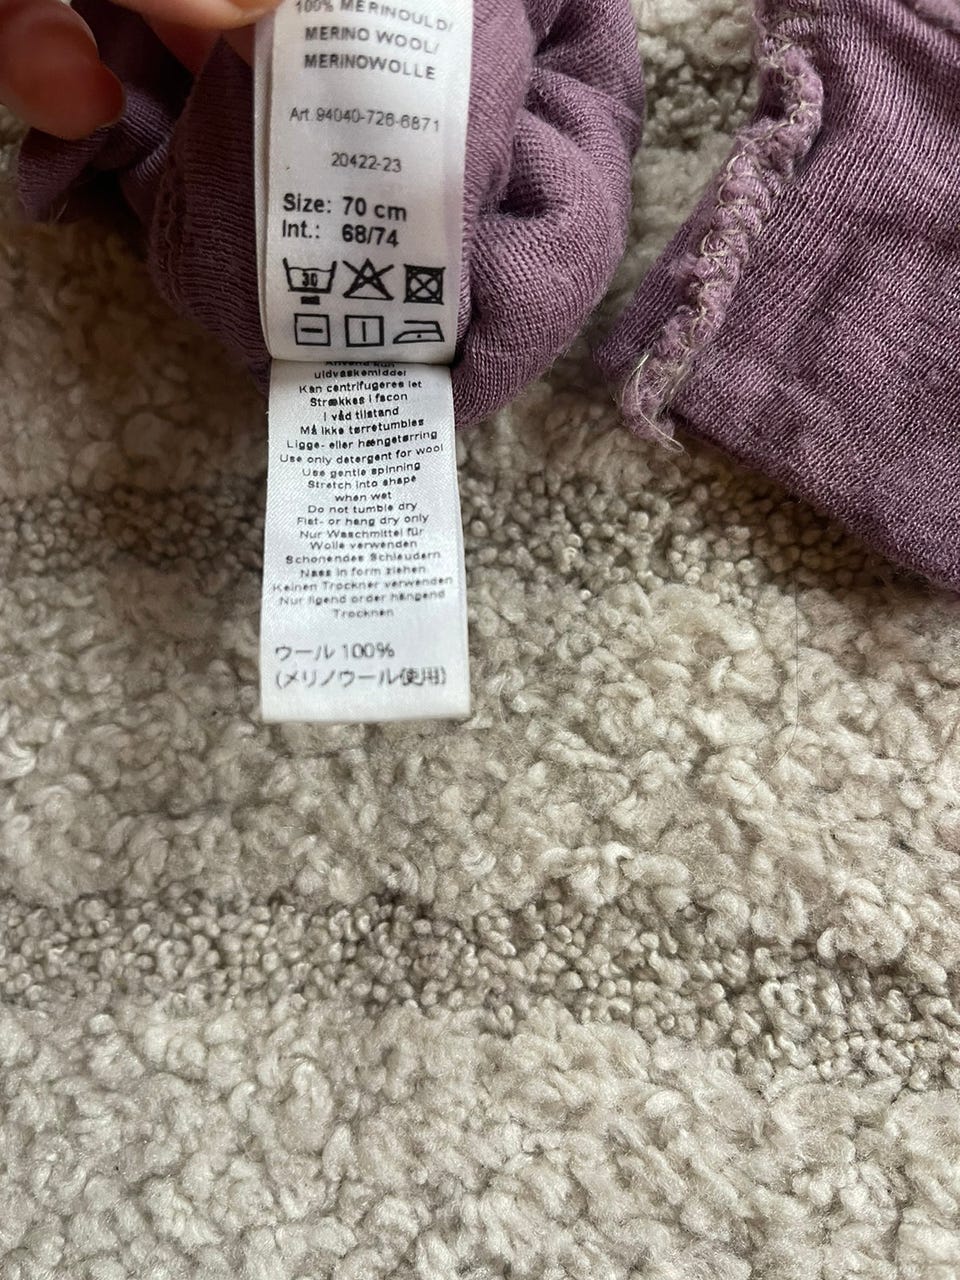 100% MERINOULD/
MERINO WOOL/
MERINOWOLLE
Art. 94040-726-6871
20422-23
Size: 70 cm
Int.: 68/74
30
Anvend kun
uldvaskemiddel
Kan centrifugeres let
Strækkes i facon
i våd tilstand
Må ikke tørretumbles
Ligge- eller hængetørring
Use only detergent for wool
Use gentle spinning
Stretch into shape
when wet
Do not tumble dry
Flat- or hang dry only
Nur Waschmittel für
Wolle verwenden
Schonendes Schleudern
Nass in form ziehen
Keinen Trockner verwenden
Nur ligend order hängend
Trocknen
ウール 100%
(メリノウール使用)